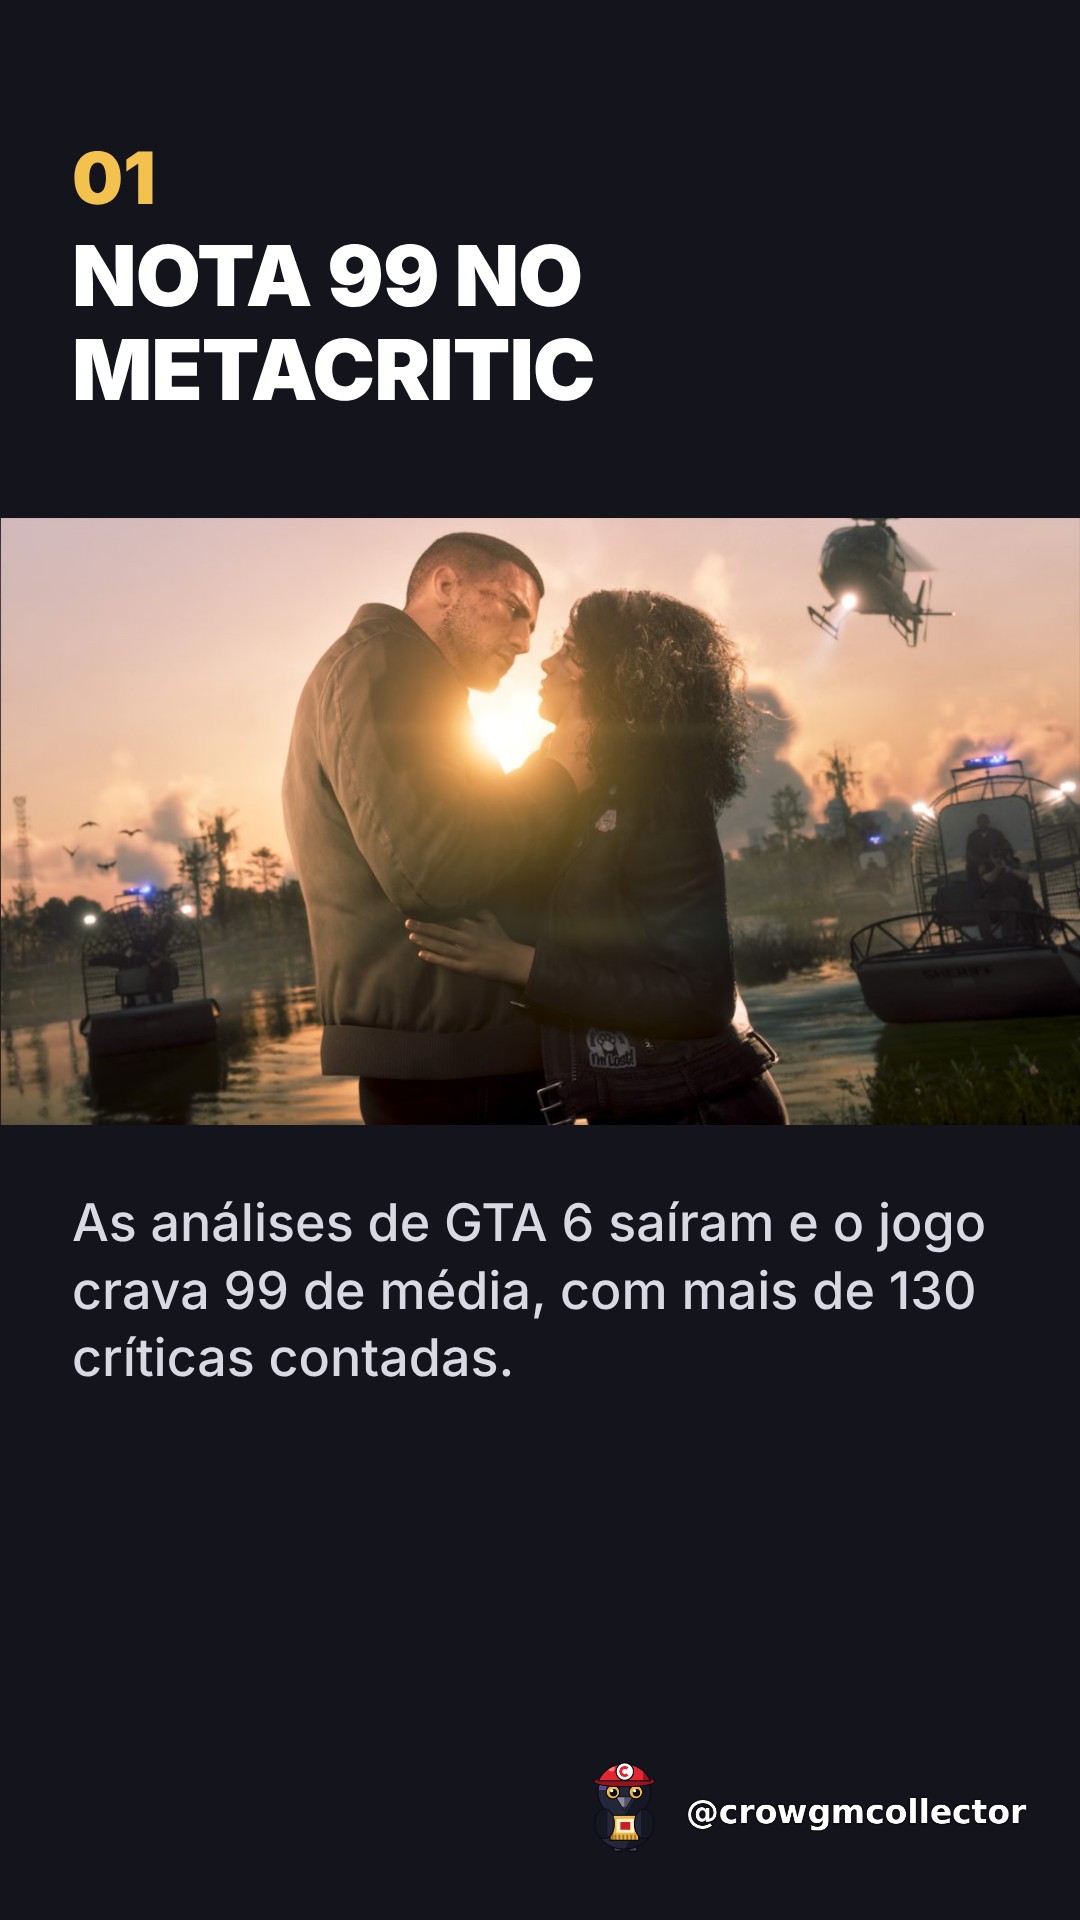 01
NOTA 99 NO
METACRITIC
I'm Lost!
As análises de GTA 6 saíram e o jogo
crava 99 de média, com mais de 130
críticas contadas.
C
@crowgmcollector